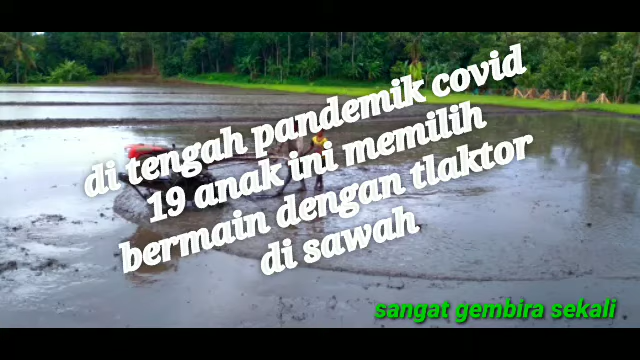 di tengah pandemik covid
19 anak ini memilih
bermain dengan tlaktor
di sawah
sangat gembira sekali